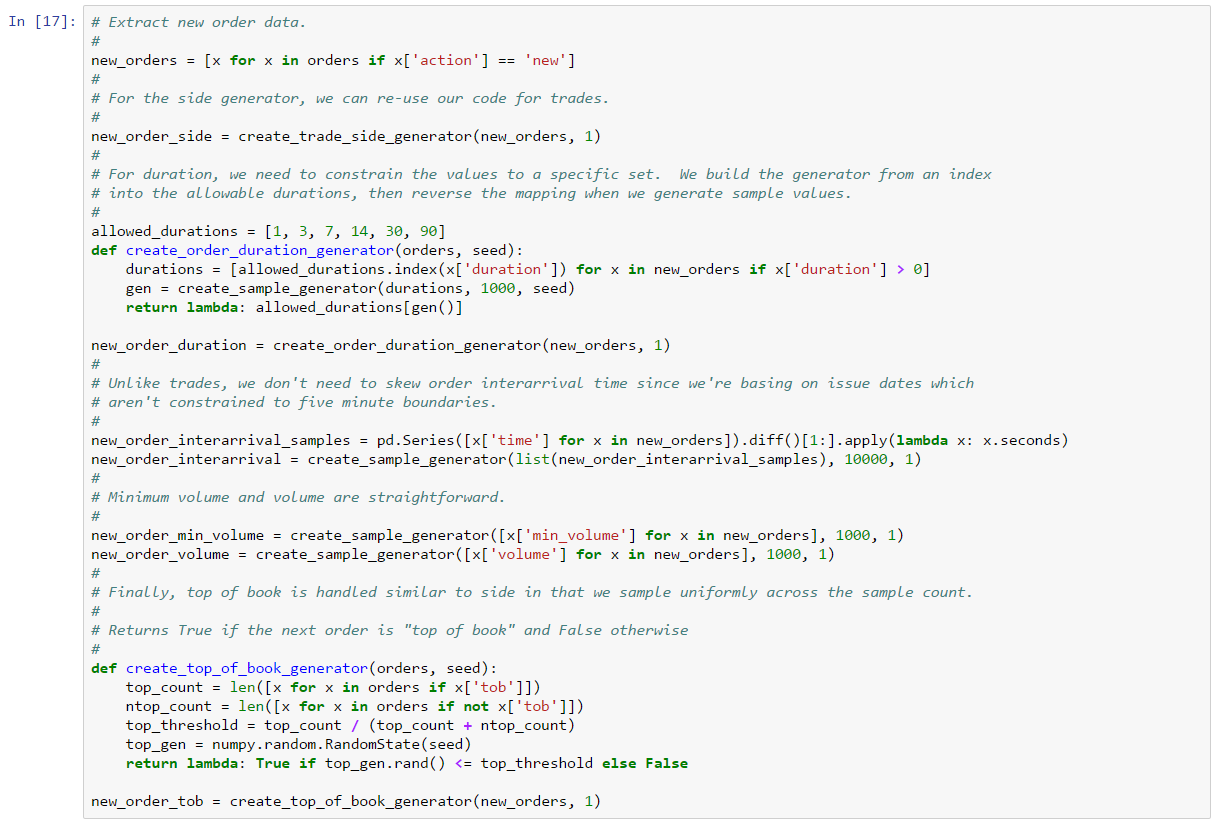 In [17]: # Extract new order data.
#
new_orders = [x for x in orders if x['action'] == 'new']
#
# For the side generator, we can re-use our code for trades.
#
new_order_side = create_trade_side_generator(new_orders, 1)
#
# For duration, we need to constrain the values to a specific set.  We build the generator from an index
# into the allowable durations, then reverse the mapping when we generate sample values.
#
allowed_durations = [1, 3, 7, 14, 30, 90]
def create_order_duration_generator(orders, seed):
    durations = [allowed_durations.index(x['duration']) for x in new_orders if x['duration'] > 0]
    gen = create_sample_generator(durations, 1000, seed)
    return lambda: allowed_durations[gen()]

new_order_duration = create_order_duration_generator(new_orders, 1)
#
# Unlike trades, we don't need to skew order interarrival time since we're basing on issue dates which
# aren't constrained to five minute boundaries.
#
new_order_interarrival_samples = pd.Series([x['time'] for x in new_orders]).diff()[1:].apply(lambda x: x.seconds)
new_order_interarrival = create_sample_generator(list(new_order_interarrival_samples), 10000, 1)
#
# Minimum volume and volume are straightforward.
#
new_order_min_volume = create_sample_generator([x['min_volume'] for x in new_orders], 1000, 1)
new_order_volume = create_sample_generator([x['volume'] for x in new_orders], 1000, 1)
#
# Finally, top of book is handled similar to side in that we sample uniformly across the sample count.
#
# Returns True if the next order is "top of book" and False otherwise
#
def create_top_of_book_generator(orders, seed):
    top_count = len([x for x in orders if x['tob']])
    ntop_count = len([x for x in orders if not x['tob']])
    top_threshold = top_count / (top_count + ntop_count)
    top_gen = numpy.random.RandomState(seed)
    return lambda: True if top_gen.rand() <= top_threshold else False

new_order_tob = create_top_of_book_generator(new_orders, 1)